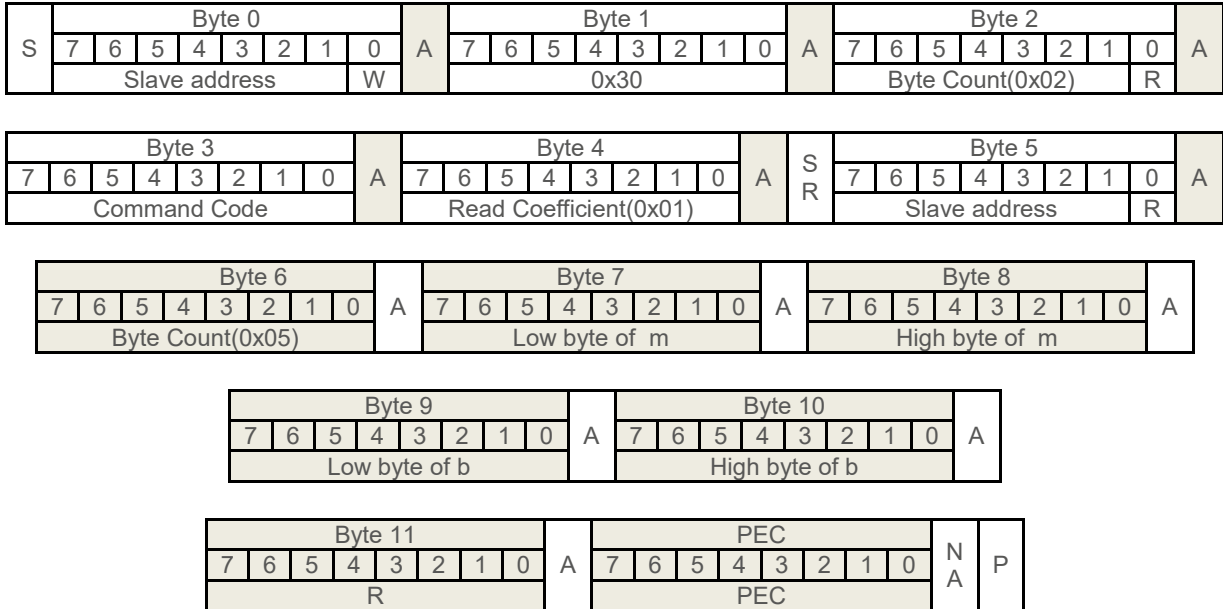 Byte 0 Byte 1 Byte 2
S 7 6 5 4 3 2 1 0 A 7 6 5 4 3 2 1 0 A 7 6 5 4 3 2 1 0 A
Slave address W 0x30 Byte Count(0x02) R
Byte 3 Byte 4 Byte 5
7 6 5 4 3 2 1 0 A 7 6 5 4 3 2 1 0 A S R 7 6 5 4 3 2 1 0 A
Command Code Read Coefficient(0x01) Slave address R
Byte 6 Byte 7 Byte 8
7 6 5 4 3 2 1 0 A 7 6 5 4 3 2 1 0 A 7 6 5 4 3 2 1 0 A
Byte Count(0x05) Low byte of m High byte of m
Byte 9 Byte 10
7 6 5 4 3 2 1 0 A 7 6 5 4 3 2 1 0 A
Low byte of b High byte of b
Byte 11 PEC
7 6 5 4 3 2 1 0 A 7 6 5 4 3 2 1 0 N A P
R PEC